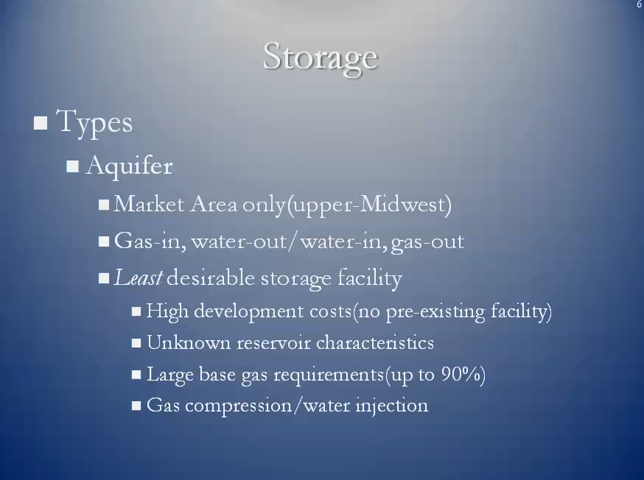 6
Storage
Types
Aquifer
Market Area only(upper-Midwest)
Gas-in, water-out/water-in, gas-out
Least desirable storage facility
High development costs(no pre-existing facility)
Unknown reservoir characteristics
Large base gas requirements(up to 90%)
Gas compression/water injection